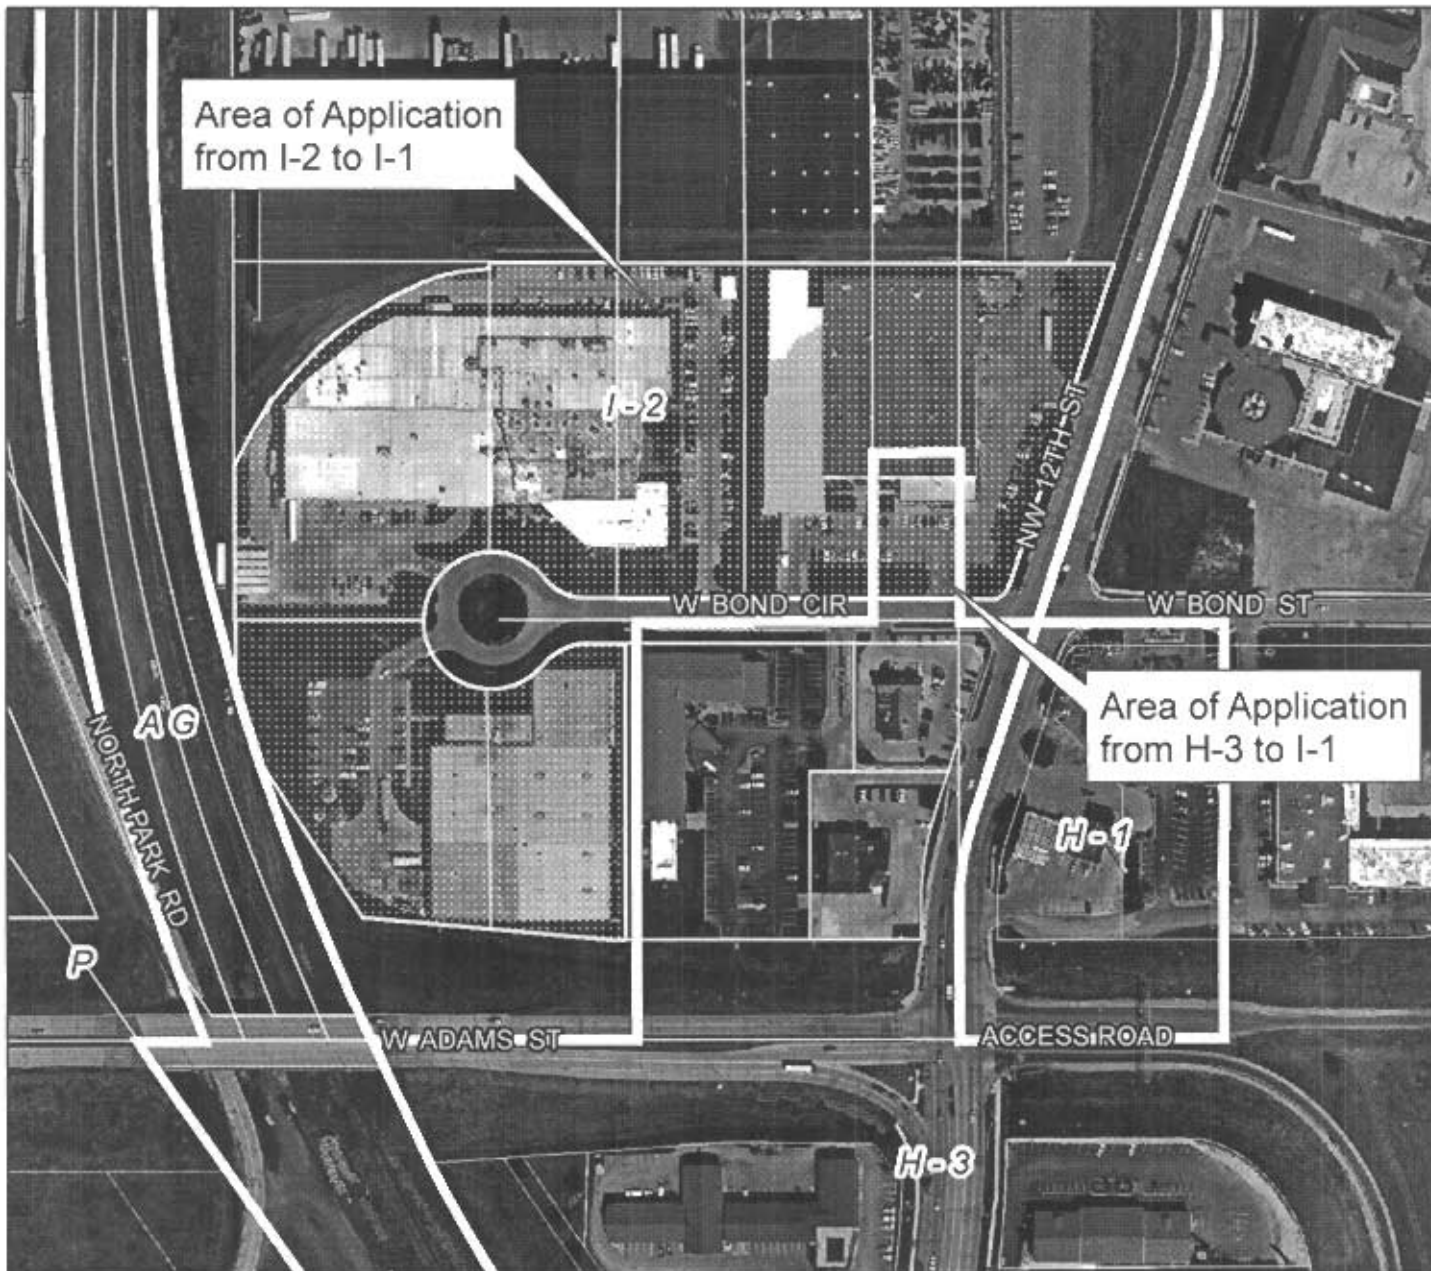 Area of Application
from I-2 to I-1
I-2
NW 12TH ST
W BOND CIR
W BOND ST
Area of Application
from H-3 to I-1
AG
NORTH PARK RD
H-1
P
W ADAMS ST
ACCESS ROAD
H-3